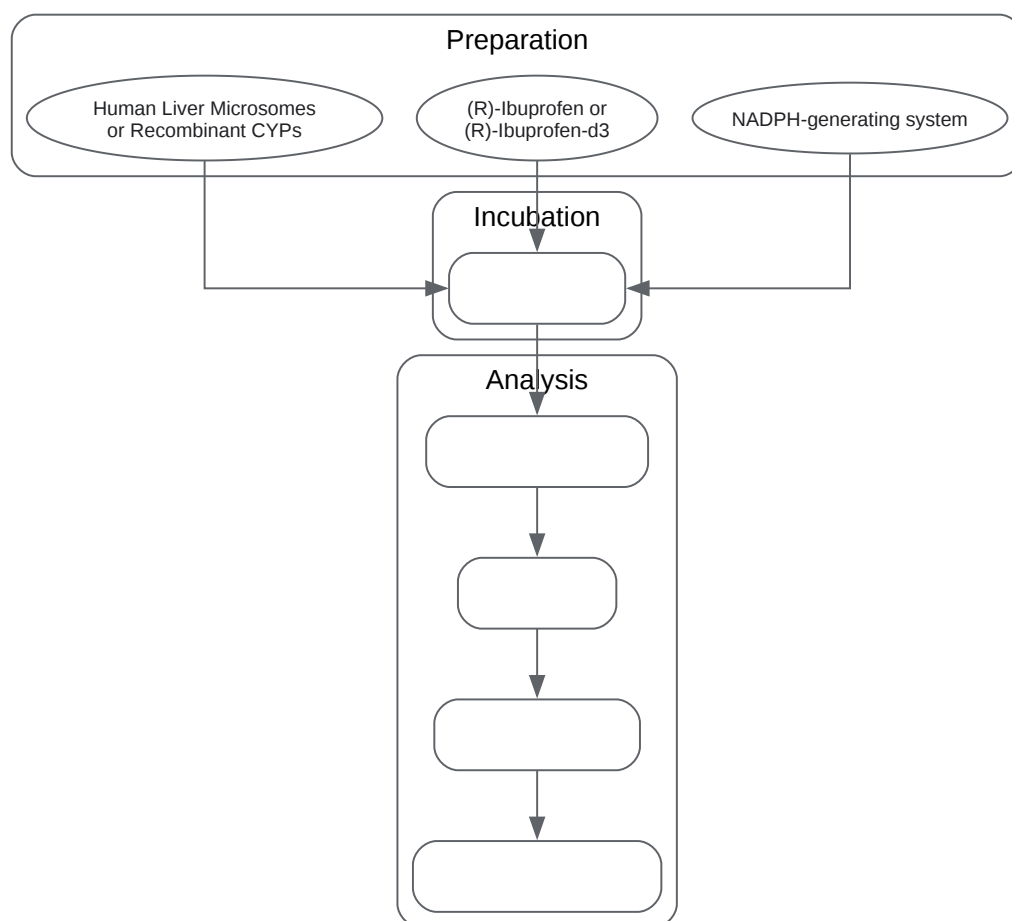 Preparation
Human Liver Microsomes
or Recombinant CYPs
(R)-Ibuprofen or
(R)-Ibuprofen-d3
NADPH-generating system
Incubation
Analysis